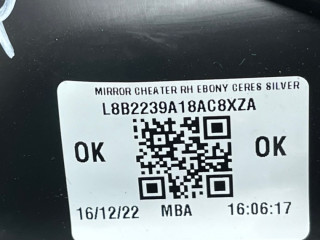 MIRROR CHEATER RH EBONY CERES SILVER
L8B2239A18AC8XZA
OK OK
16/12/22 MBA 16:06:17